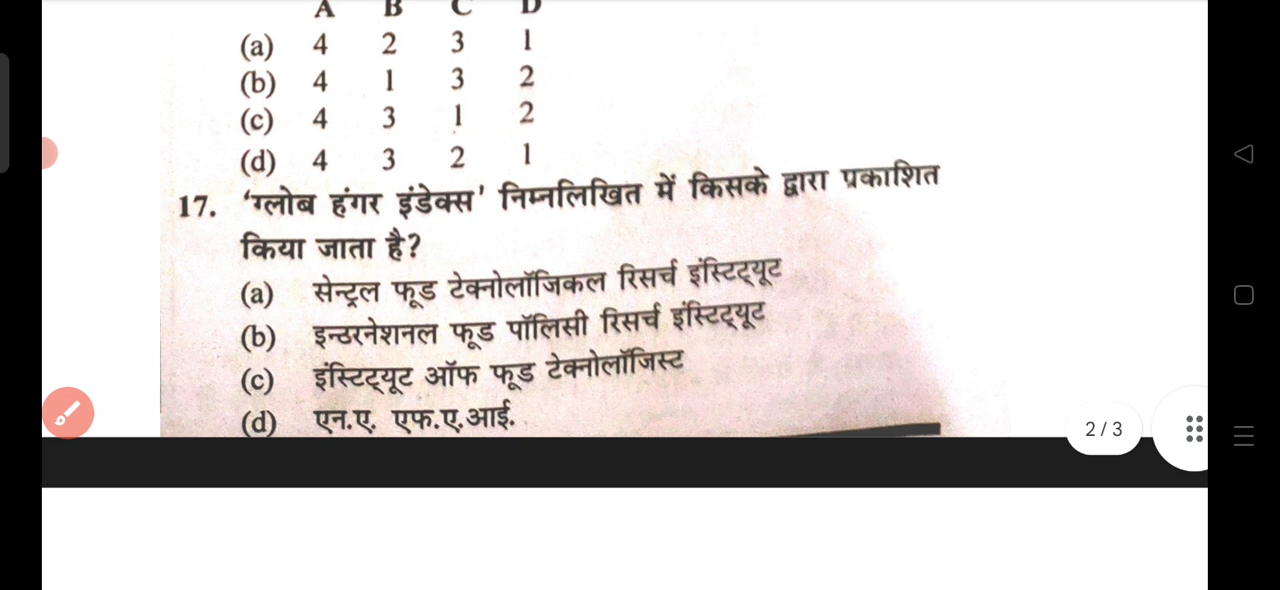 A B C D
(a) 4 2 3 1
(b) 4 1 3 2
(c) 4 3 1 2
(d) 4 3 2 1
17. ‘ग्लोब हंगर इंडेक्स’ निम्नलिखित में किसके द्वारा प्रकाशित
किया जाता है?
(a) सेन्ट्रल फूड टेक्नोलॉजिकल रिसर्च इंस्टिट्यूट
(b) इन्टरनेशनल फूड पॉलिसी रिसर्च इंस्टिट्यूट
(c) इंस्टिट्यूट ऑफ फूड टेक्नोलॉजिस्ट
(d) एन.ए. एफ.ए.आई.
2 / 3